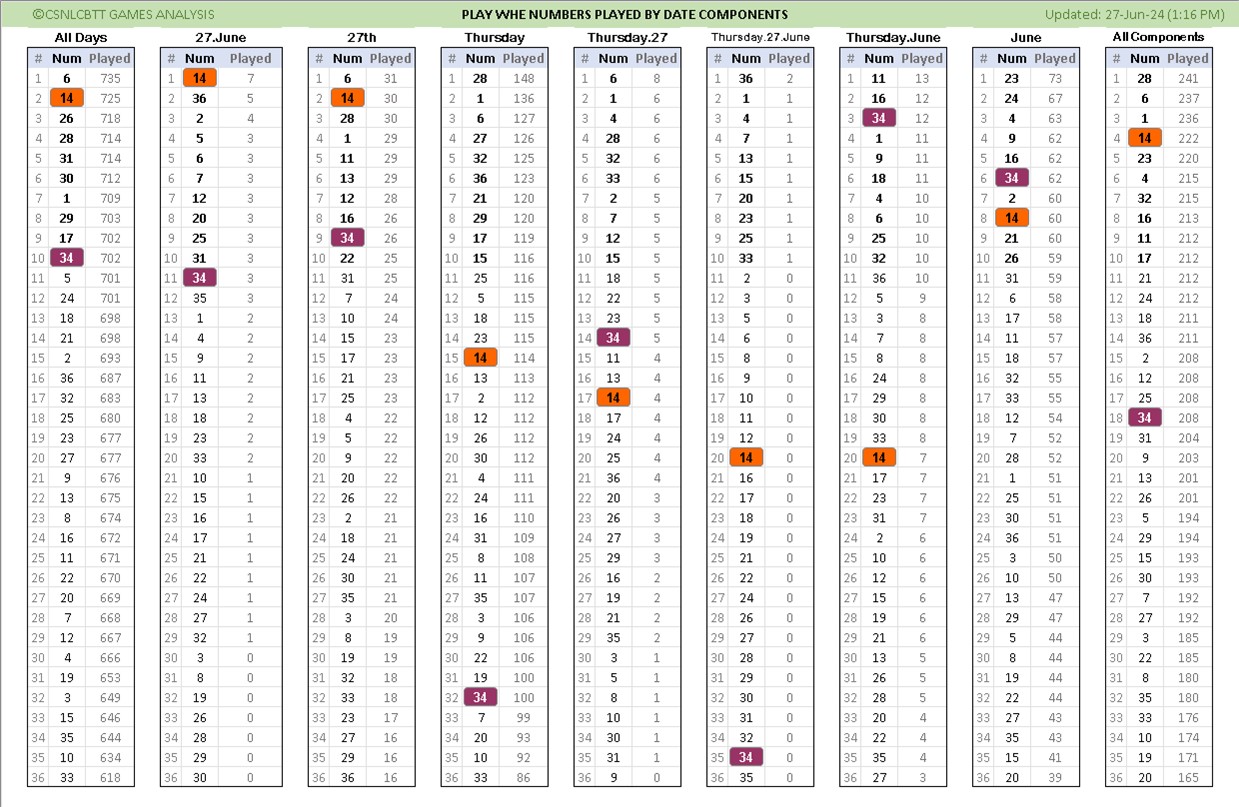 ©CSNLCBTT GAMES ANALYSIS PLAY WHE NUMBERS PLAYED BY DATE COMPONENTS Updated: 27-Jun-24 (1:16 PM)
All Days 27.June 27th Thursday Thursday.27 Thursday.27.June Thursday.June June All Components
# Num Played # Num Played # Num Played # Num Played # Num Played # Num Played # Num Played # Num Played # Num Played
1 6 735 1 14 7 1 6 31 1 28 148 1 6 8 1 36 2 1 11 13 1 23 73 1 28 241
2 14 725 2 36 5 2 14 30 2 1 136 2 1 6 2 1 1 2 16 12 2 24 67 2 6 237
3 26 718 3 2 4 3 28 30 3 6 127 3 4 6 3 4 1 3 34 12 3 4 63 3 1 236
4 28 714 4 5 3 4 1 29 4 27 126 4 28 6 4 7 1 4 1 11 4 9 62 4 14 222
5 31 714 5 6 3 5 11 29 5 32 125 5 32 6 5 13 1 5 9 11 5 16 62 5 23 220
6 30 712 6 7 3 6 13 29 6 36 123 6 33 6 6 15 1 6 18 11 6 34 62 6 4 215
7 1 709 7 12 3 7 12 28 7 21 120 7 2 5 7 20 1 7 4 10 7 2 60 7 32 215
8 29 703 8 20 3 8 16 26 8 29 120 8 7 5 8 23 1 8 6 10 8 14 60 8 16 213
9 17 702 9 25 3 9 34 26 9 17 119 9 12 5 9 25 1 9 25 10 9 21 60 9 11 212
10 34 702 10 31 3 10 22 25 10 15 116 10 15 5 10 33 1 10 32 10 10 26 59 10 17 212
11 5 701 11 34 3 11 31 25 11 25 116 11 18 5 11 2 0 11 36 10 11 31 59 11 21 212
12 24 701 12 35 3 12 7 24 12 5 115 12 22 5 12 3 0 12 5 9 12 6 58 12 24 212
13 18 698 13 1 2 13 10 24 13 18 115 13 23 5 13 5 0 13 3 8 13 17 58 13 18 211
14 21 698 14 4 2 14 15 23 14 23 115 14 34 5 14 6 0 14 7 8 14 11 57 14 36 211
15 2 693 15 9 2 15 17 23 15 14 114 15 11 4 15 8 0 15 8 8 15 18 57 15 2 208
16 36 687 16 11 2 16 21 23 16 13 113 16 13 4 16 9 0 16 24 8 16 32 55 16 12 208
17 32 683 17 13 2 17 25 23 17 2 112 17 14 4 17 10 0 17 29 8 17 33 55 17 25 208
18 25 680 18 18 2 18 4 22 18 12 112 18 17 4 18 11 0 18 30 8 18 12 54 18 34 208
19 23 677 19 23 2 19 5 22 19 26 112 19 24 4 19 12 0 19 33 8 19 7 52 19 31 204
20 27 677 20 33 2 20 9 22 20 30 112 20 25 4 20 14 0 20 14 7 20 28 52 20 9 203
21 9 676 21 10 1 21 20 22 21 4 111 21 36 4 21 16 0 21 17 7 21 1 51 21 13 201
22 13 675 22 15 1 22 26 22 22 24 111 22 20 3 22 17 0 22 23 7 22 25 51 22 26 201
23 8 674 23 16 1 23 2 21 23 16 110 23 26 3 23 18 0 23 31 7 23 30 51 23 5 194
24 16 672 24 17 1 24 18 21 24 31 109 24 27 3 24 19 0 24 2 6 24 36 51 24 29 194
25 11 671 25 21 1 25 24 21 25 8 108 25 29 3 25 21 0 25 10 6 25 3 50 25 15 193
26 22 670 26 22 1 26 30 21 26 11 107 26 16 2 26 22 0 26 12 6 26 10 50 26 30 193
27 20 669 27 24 1 27 35 21 27 35 107 27 19 2 27 24 0 27 15 6 27 13 47 27 7 192
28 7 668 28 27 1 28 3 20 28 3 106 28 21 2 28 26 0 28 19 6 28 29 47 28 27 192
29 12 667 29 32 1 29 8 19 29 9 106 29 35 2 29 27 0 29 21 6 29 5 44 29 3 185
30 4 666 30 3 0 30 19 19 30 22 106 30 3 1 30 28 0 30 13 5 30 8 44 30 22 185
31 19 653 31 8 0 31 32 18 31 19 100 31 5 1 31 29 0 31 26 5 31 19 44 31 8 180
32 3 649 32 19 0 32 33 18 32 34 100 32 8 1 32 30 0 32 28 5 32 22 44 32 35 180
33 15 646 33 26 0 33 23 17 33 7 99 33 10 1 33 31 0 33 20 4 33 27 43 33 33 176
34 35 644 34 28 0 34 27 16 34 20 93 34 30 1 34 32 0 34 22 4 34 35 43 34 10 174
35 10 634 35 29 0 35 29 16 35 10 92 35 31 1 35 34 0 35 35 4 35 15 41 35 19 171
36 33 618 36 30 0 36 36 16 36 33 86 36 9 0 36 35 0 36 27 3 36 20 39 36 20 165